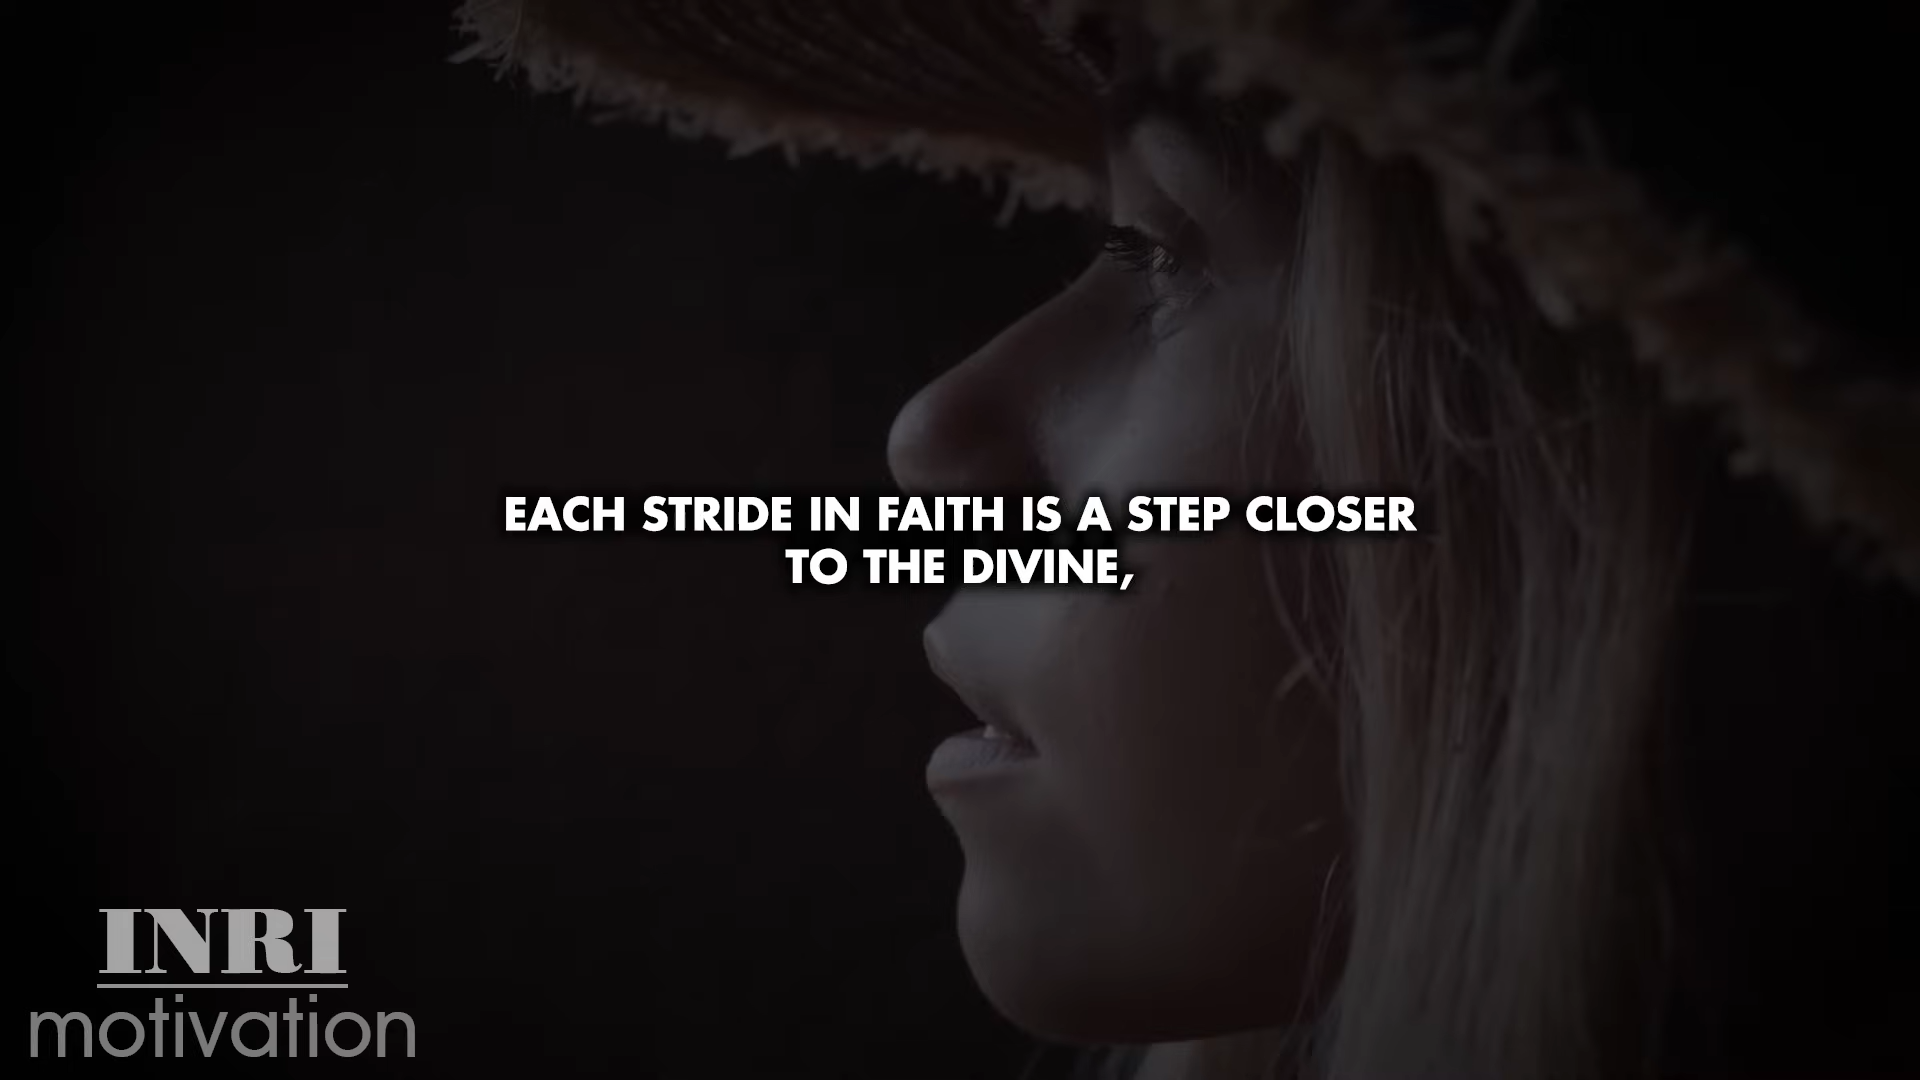 EACH STRIDE IN FAITH IS A STEP CLOSER
TO THE DIVINE,
INRI
motivation